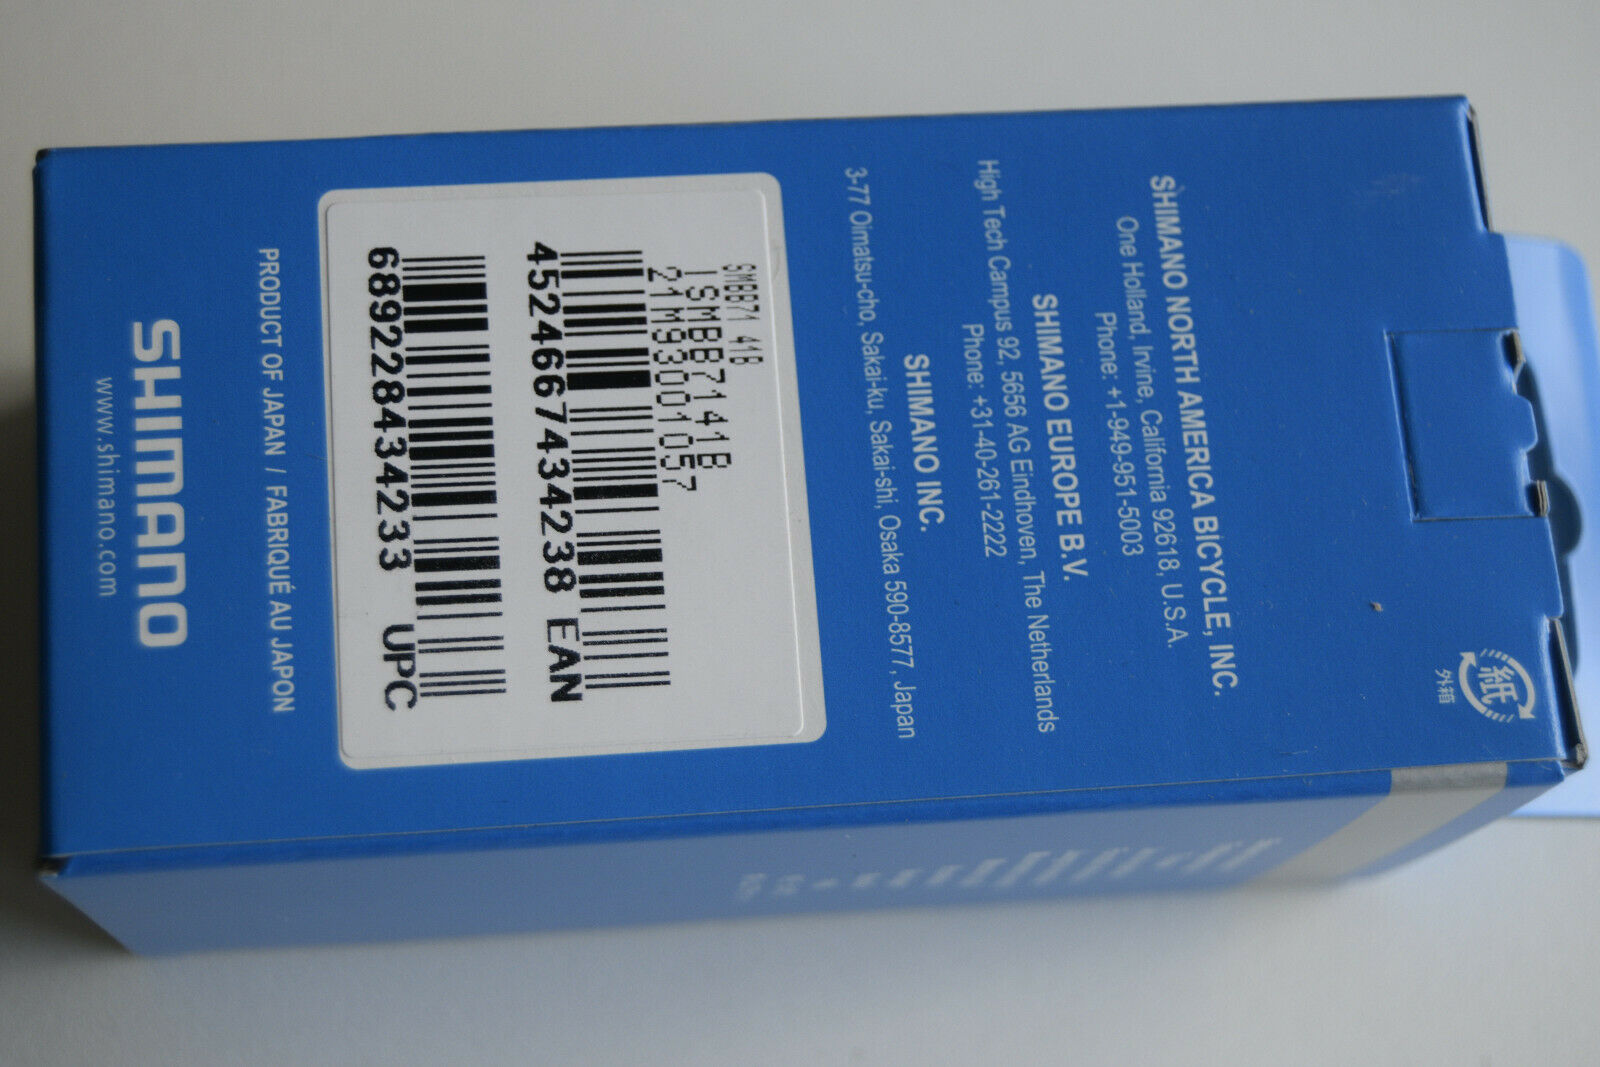 紙
外箱
SHIMANO NORTH AMERICA BICYCLE, INC.
One Holland, Irvine, California 92618, U.S.A.
Phone: +1-949-951-5003
SHIMANO EUROPE B.V.
High Tech Campus 92, 5656 AG Eindhoven, The Netherlands
Phone: +31-40-261-2222
SHIMANO INC.
3-77 Oimatsu-cho, Sakai-ku, Sakai-shi, Osaka 590-8577, Japan
SMBB71 41B
ISMBB7141B
21M93001057
4524667434238 EAN
689228434233 UPC
PRODUCT OF JAPAN / FABRIQUÉ AU JAPON
SHIMANO
www.shimano.com